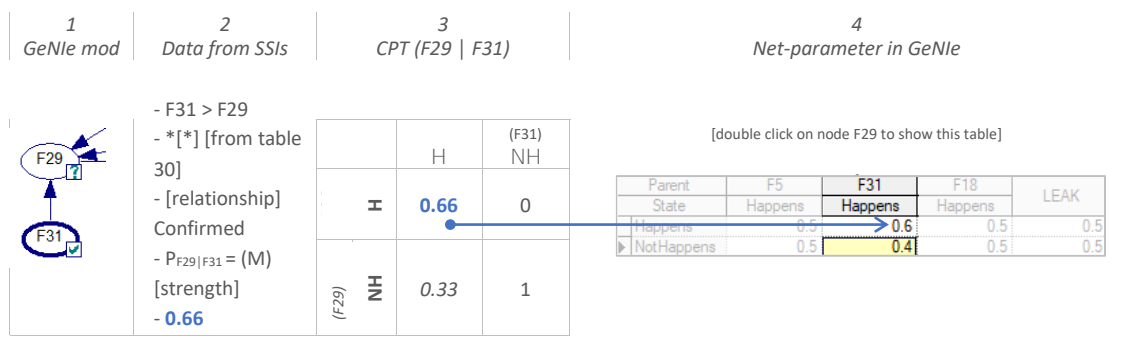 1
GeNIe mod
2
Data from SSIs
3
CPT (F29 | F31)
4
Net-parameter in GeNIe
F29
?
F31
- F31 > F29
- *[*] [from table
30]
- [relationship]
Confirmed
- PF29|F31 = (M)
[strength]
- 0.66
(F31)
H NH
H 0.66 0
(F29) NH 0.33 1
[double click on node F29 to show this table]
Parent F5 F31 F18 LEAK
State Happens Happens Happens
Happens 0.5 0.6 0.5 0.5
NotHappens 0.5 0.4 0.5 0.5